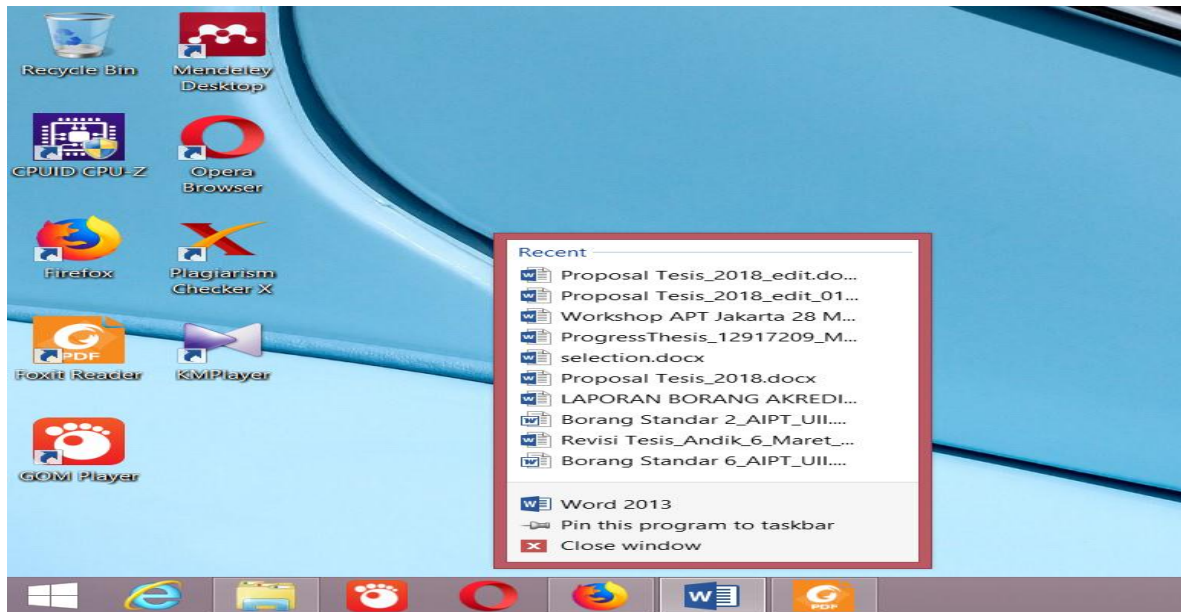 Recycle Bin
Mendeley
Desktop
CPUID CPU-Z
Opera
Browser
Firefox
Plagiarism
Checker X
PDF
Foxit Reader
KMPlayer
GOM Player
Recent
Proposal Tesis_2018_edit.do...
Proposal Tesis_2018_edit_01...
Workshop APT Jakarta 28 M...
ProgressThesis_12917209_M...
selection.docx
Proposal Tesis_2018.docx
LAPORAN BORANG AKREDI...
Borang Standar 2_AIPT_UII....
Revisi Tesis_Andik_6_Maret_...
Borang Standar 6_AIPT_UII....
Word 2013
Pin this program to taskbar
Close window
PDF